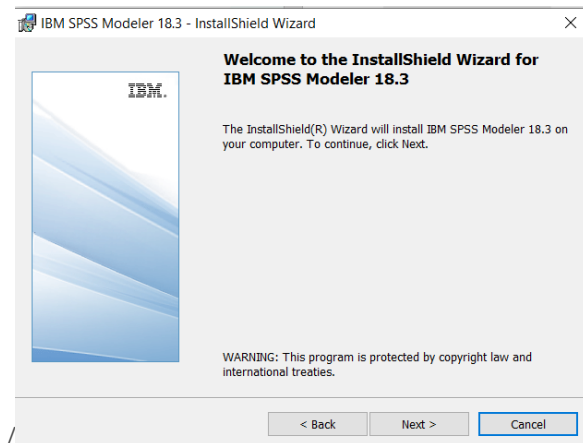 IBM SPSS Modeler 18.3 - InstallShield Wizard
Welcome to the InstallShield Wizard for
IBM SPSS Modeler 18.3
IBM.
The InstallShield(R) Wizard will install IBM SPSS Modeler 18.3 on
your computer. To continue, click Next.
WARNING: This program is protected by copyright law and
international treaties.
< Back Next > Cancel
/